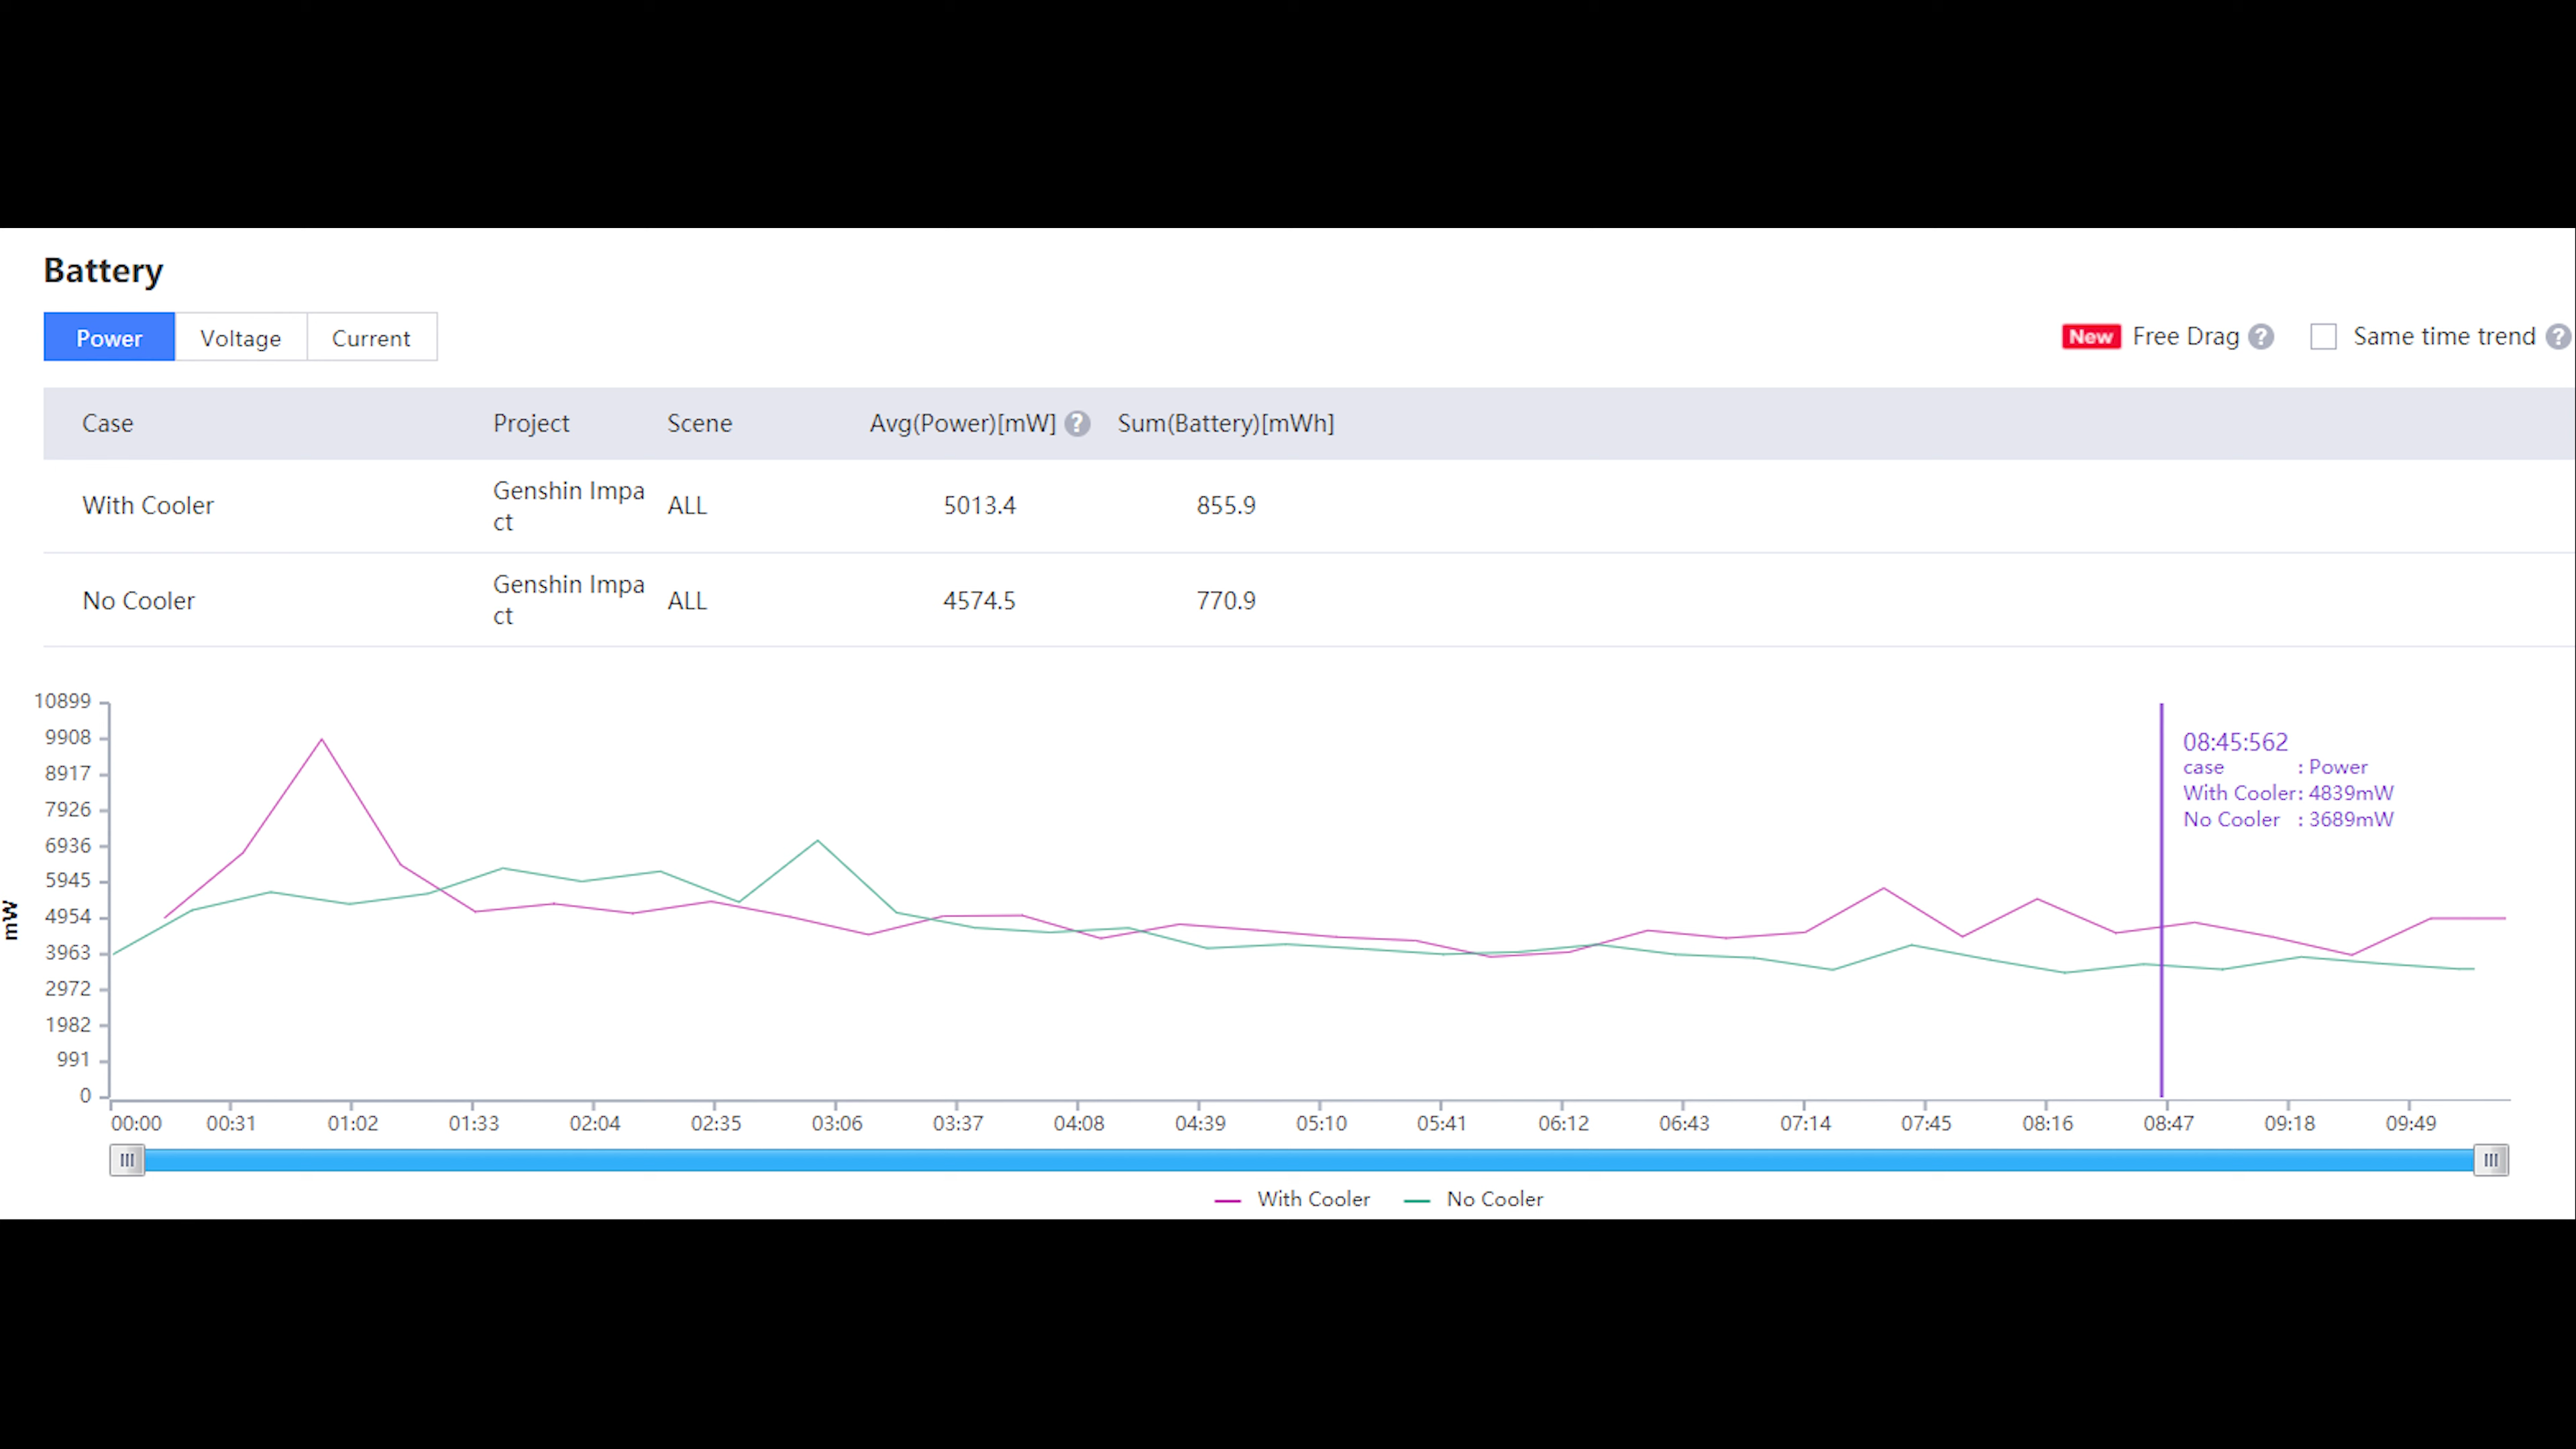 Battery
Power Voltage Current
New Free Drag ? Same time trend ?
Case Project Scene Avg(Power)[mW] ? Sum(Battery)[mWh]
With Cooler Genshin Impa
ct ALL 5013.4 855.9
No Cooler Genshin Impa
ct ALL 4574.5 770.9
10899
9908
8917
7926
6936
5945
4954
3963
2972
1982
991
0
mW
08:45:562
case : Power
With Cooler: 4839mW
No Cooler : 3689mW
00:00 00:31 01:02 01:33 02:04 02:35 03:06 03:37 04:08 04:39 05:10 05:41 06:12 06:43 07:14 07:45 08:16 08:47 09:18 09:49
With Cooler No Cooler